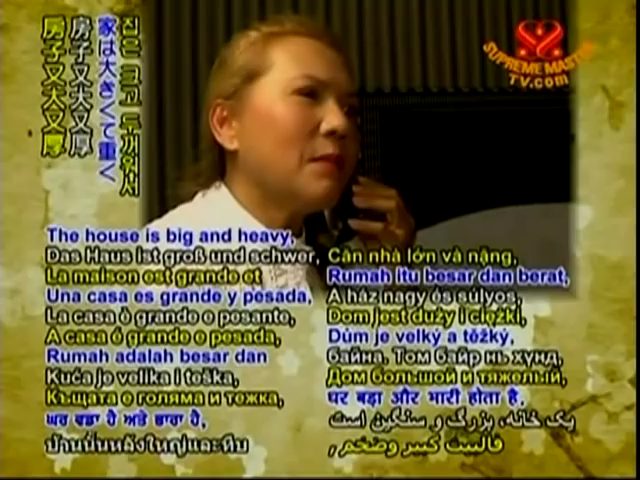 SUPREME MASTER
TV.com
집은 크고 두꺼워서
家は大きくて重く
房子又大又厚
房子又大又厚
The house is big and heavy,
Das Haus ist groß und schwer,
La maison est grande et
Una casa es grande y pesada,
La casa è grande e pesante,
A casa é grande e pesada,
Rumah adalah besar dan
Kuća je velika i teška,
Къщата е голяма и тежка,
ਘਰ ਵਡਾ ਹੈ ਅਤੇ ਭਾਰਾ ਹੈ,
บ้านนั้นหลังใหญ่และทึบ
Căn nhà lớn và nặng,
Rumah itu besar dan berat,
A ház nagy és súlyos,
Dom jest duży i ciężki,
Dům je velký a těžký,
байна. Том байр нь хүнд,
Дом большой и тяжелый,
घर बड़ा और भारी होता है,
یک خانه، بزرگ و سنگین است
فالبيت كبير وضخم,